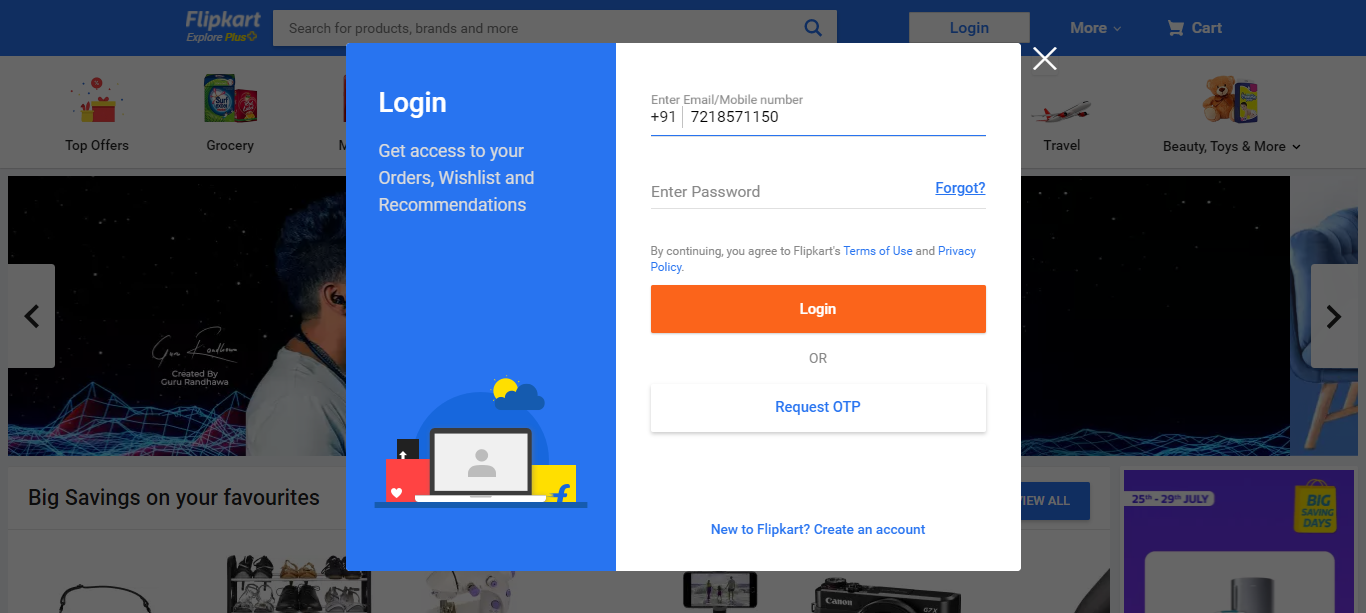 Flipkart
Explore Plus
Search for products, brands and more
Login
More
Cart
Top Offers
Grocery
M
Travel
Beauty, Toys & More
Login
Get access to your
Orders, Wishlist and
Recommendations
Enter Email/Mobile number
+91 7218571150
Enter Password
Forgot?
By continuing, you agree to Flipkart's Terms of Use and Privacy
Policy.
Login
OR
Request OTP
New to Flipkart? Create an account
Created By
Guru Randhawa
Big Savings on your favourites
VIEW ALL
25th - 29th JULY
BIG
SAVING
DAYS
Canon
G7X